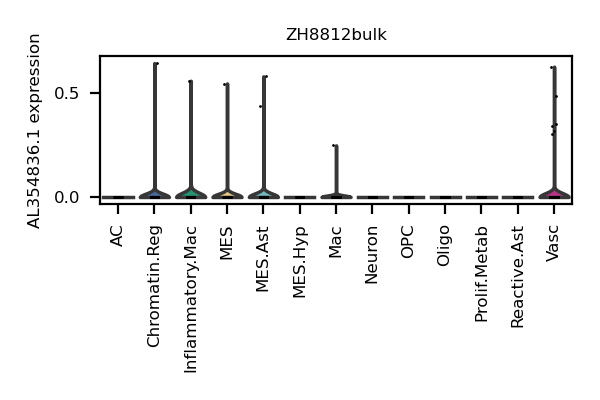 ZH8812bulk
AL354836.1 expression
0.5
0.0
AC
Chromatin.Reg
Inflammatory.Mac
MES
MES.Ast
MES.Hyp
Mac
Neuron
OPC
Oligo
Prolif.Metab
Reactive.Ast
Vasc